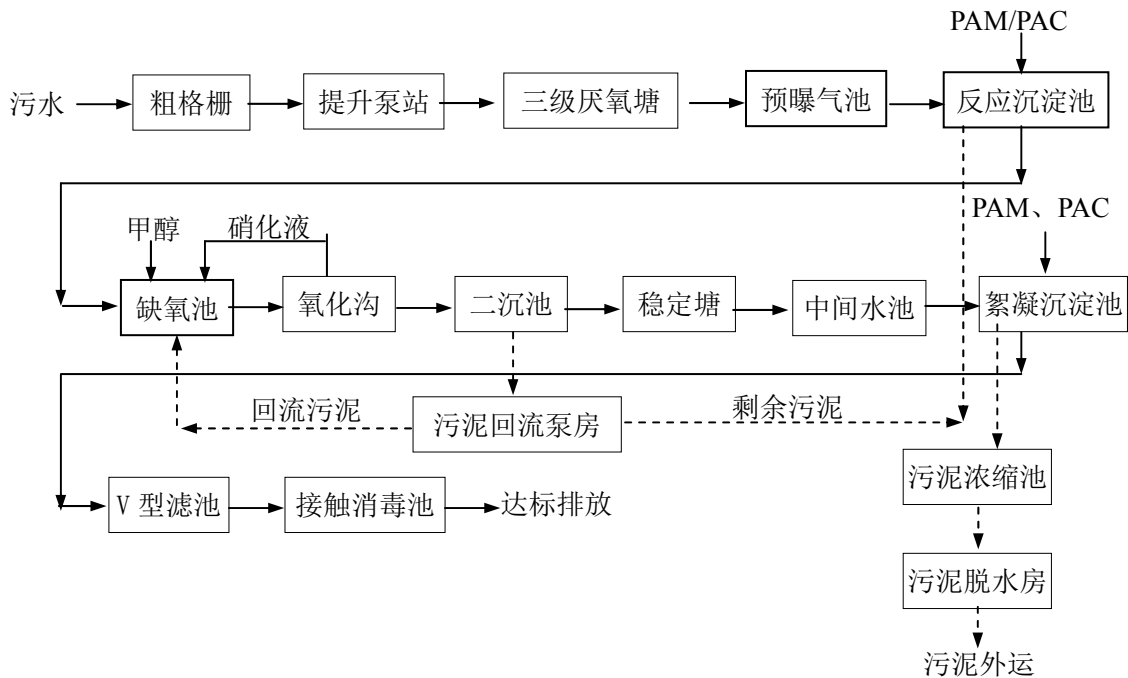 PAM/PAC
污水
粗格栅
提升泵站
三级厌氧塘
预曝气池
反应沉淀池
甲醇
硝化液
PAM、PAC
缺氧池
氧化沟
二沉池
稳定塘
中间水池
絮凝沉淀池
回流污泥
污泥回流泵房
剩余污泥
污泥浓缩池
V 型滤池
接触消毒池
达标排放
污泥脱水房
污泥外运